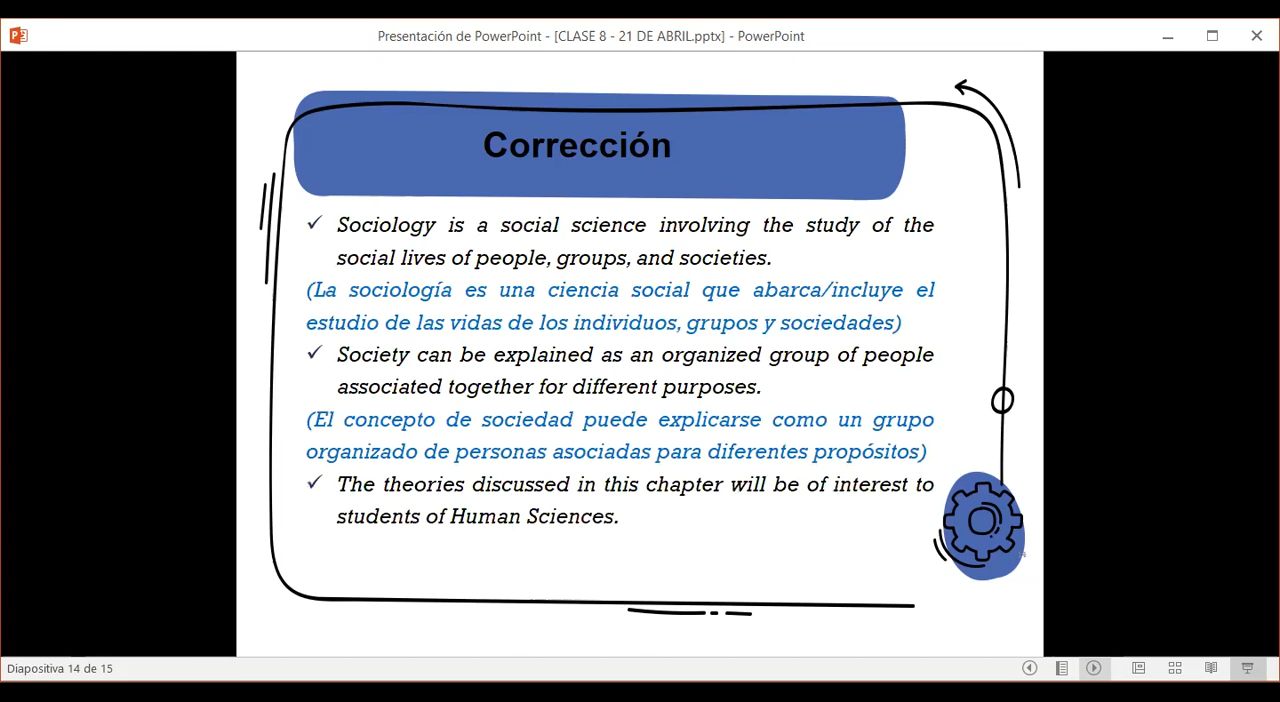 Presentación de PowerPoint - [CLASE 8 - 21 DE ABRIL.pptx] - PowerPoint
Corrección
✓ Sociology is a social science involving the study of the
social lives of people, groups, and societies.
(La sociología es una ciencia social que abarca/incluye el
estudio de las vidas de los individuos, grupos y sociedades)
✓ Society can be explained as an organized group of people
associated together for different purposes.
(El concepto de sociedad puede explicarse como un grupo
organizado de personas asociadas para diferentes propósitos)
✓ The theories discussed in this chapter will be of interest to
students of Human Sciences.
Diapositiva 14 de 15